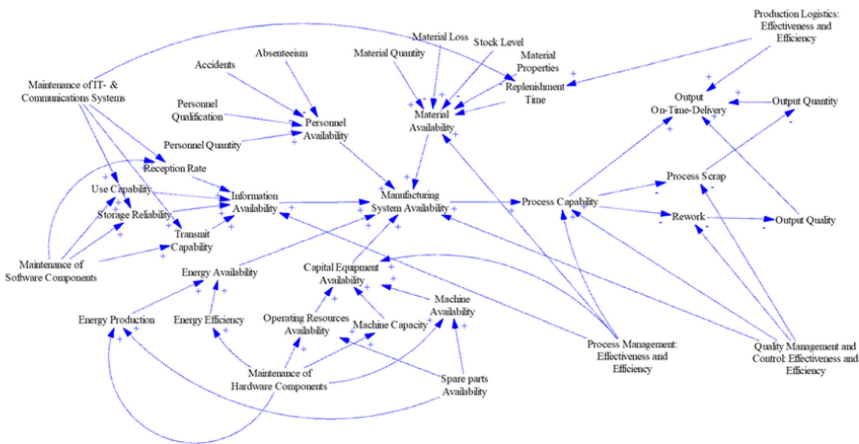 Production Logistics:
Effectiveness and
Efficiency
Material Loss
Stock Level
Absenteeism
Material Quantity
Material
Properties
Accidents
Maintenance of IT- &
Communications Systems
Replenishment
Time
Personnel
Qualification
Output
On-Time-Delivery
Output Quantity
Personnel
Availability
Material
Availability
Personnel Quantity
Reception Rate
Process Scrap
Use Capability
Information
Availability
Manufacturing
System Availability
Process Capability
Storage Reliability
Rework
Output Quality
Transmit
Capability
Maintenance of
Software Components
Energy Availability
Capital Equipment
Availability
Machine
Availability
Energy Production
Energy Efficiency
Operating Resources
Availability
Machine Capacity
Process Management:
Effectiveness and
Efficiency
Quality Management and
Control: Effectiveness and
Efficiency
Maintenance of
Hardware Components
Spare parts
Availability